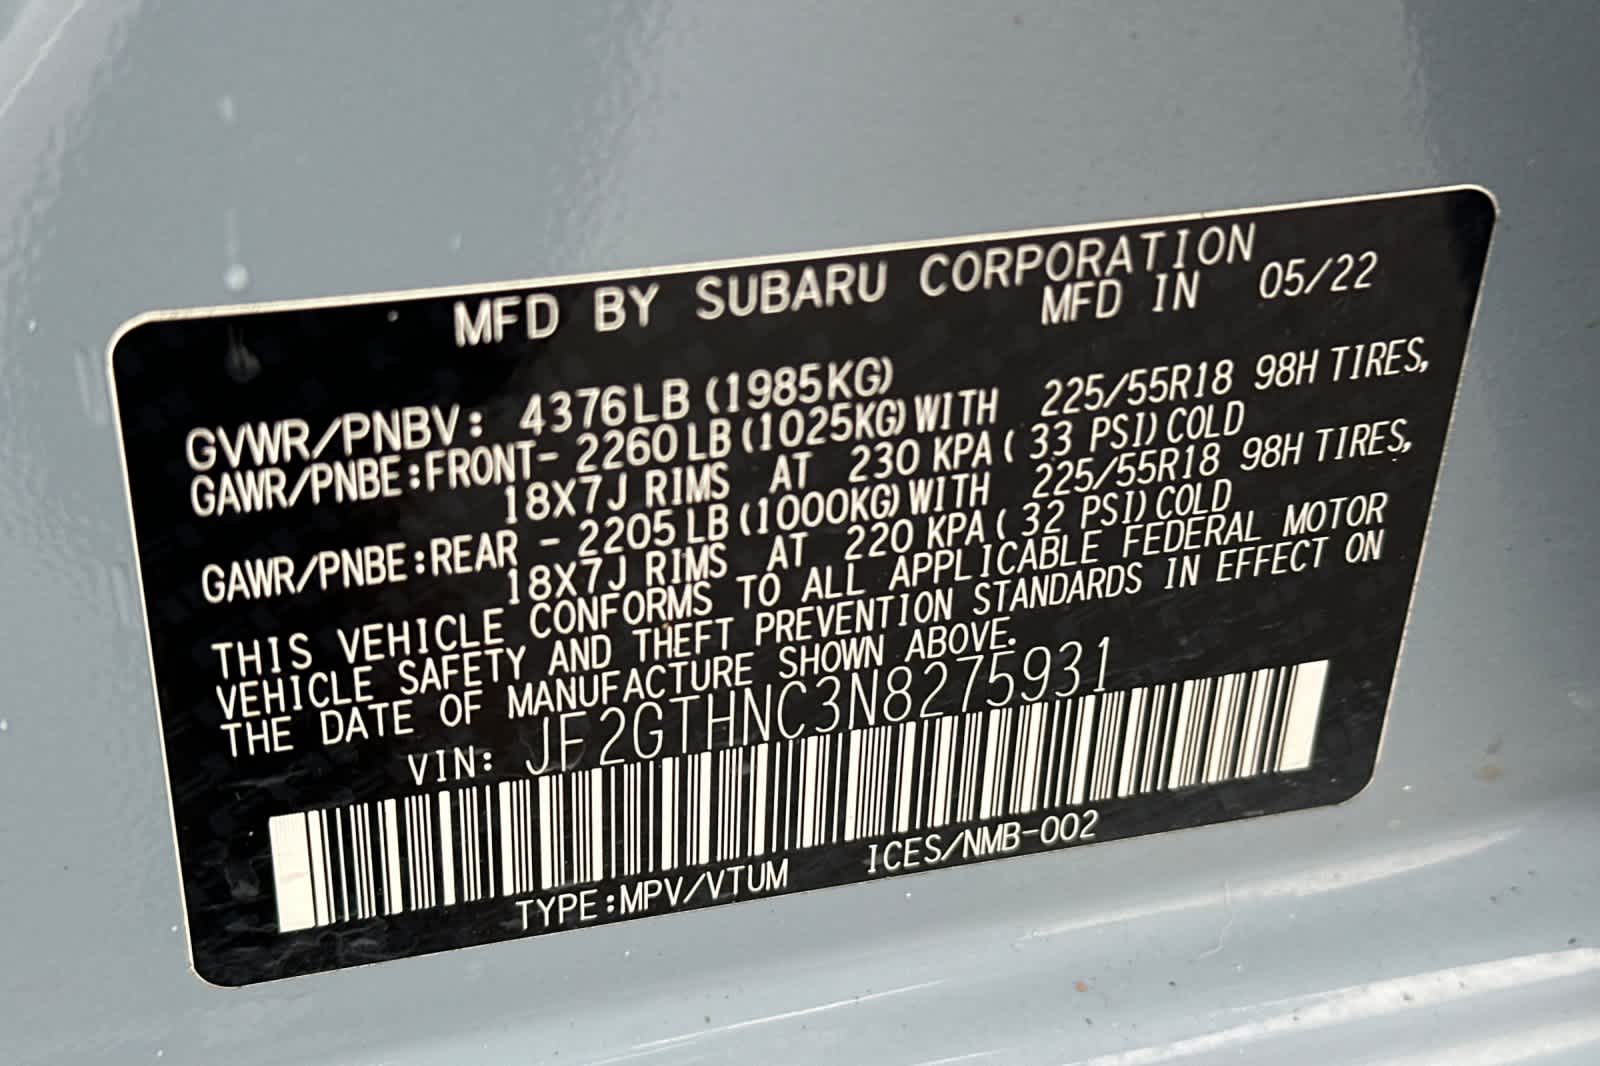 MFD BY SUBARU CORPORATION
MFD IN 05/22
GVWR/PNBV: 4376LB (1985KG)
GAWR/PNBE:FRONT- 2260LB (1025KG) WITH 225/55R18 98H TIRES,
18X7J RIMS AT 230 KPA ( 33 PSI) COLD
GAWR/PNBE:REAR - 2205LB (1000KG) WITH 225/55R18 98H TIRES,
18X7J RIMS AT 220 KPA ( 32 PSI) COLD
THIS VEHICLE CONFORMS TO ALL APPLICABLE FEDERAL MOTOR
VEHICLE SAFETY AND THEFT PREVENTION STANDARDS IN EFFECT ON
THE DATE OF MANUFACTURE SHOWN ABOVE.
VIN: JF2GTHNC3N8275931
TYPE:MPV/VTUM ICES/NMB-002